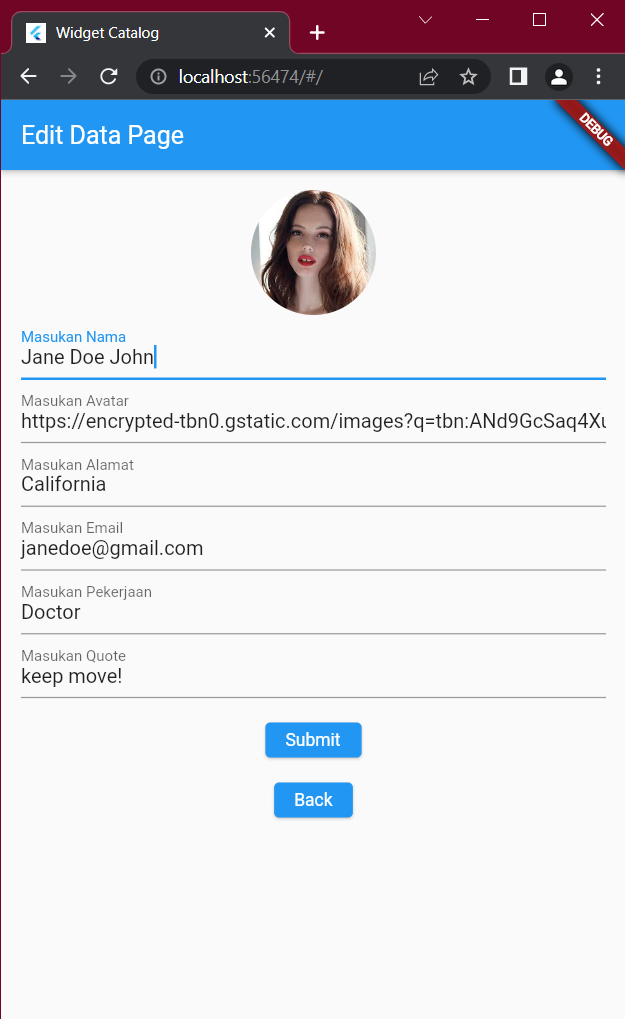 Widget Catalog
localhost:56474/#/
Edit Data Page
DEBUG
Masukan Nama
Jane Doe John
Masukan Avatar
https://encrypted-tbn0.gstatic.com/images?q=tbn:ANd9GcSaq4Xu
Masukan Alamat
California
Masukan Email
janedoe@gmail.com
Masukan Pekerjaan
Doctor
Masukan Quote
keep move!
Submit
Back